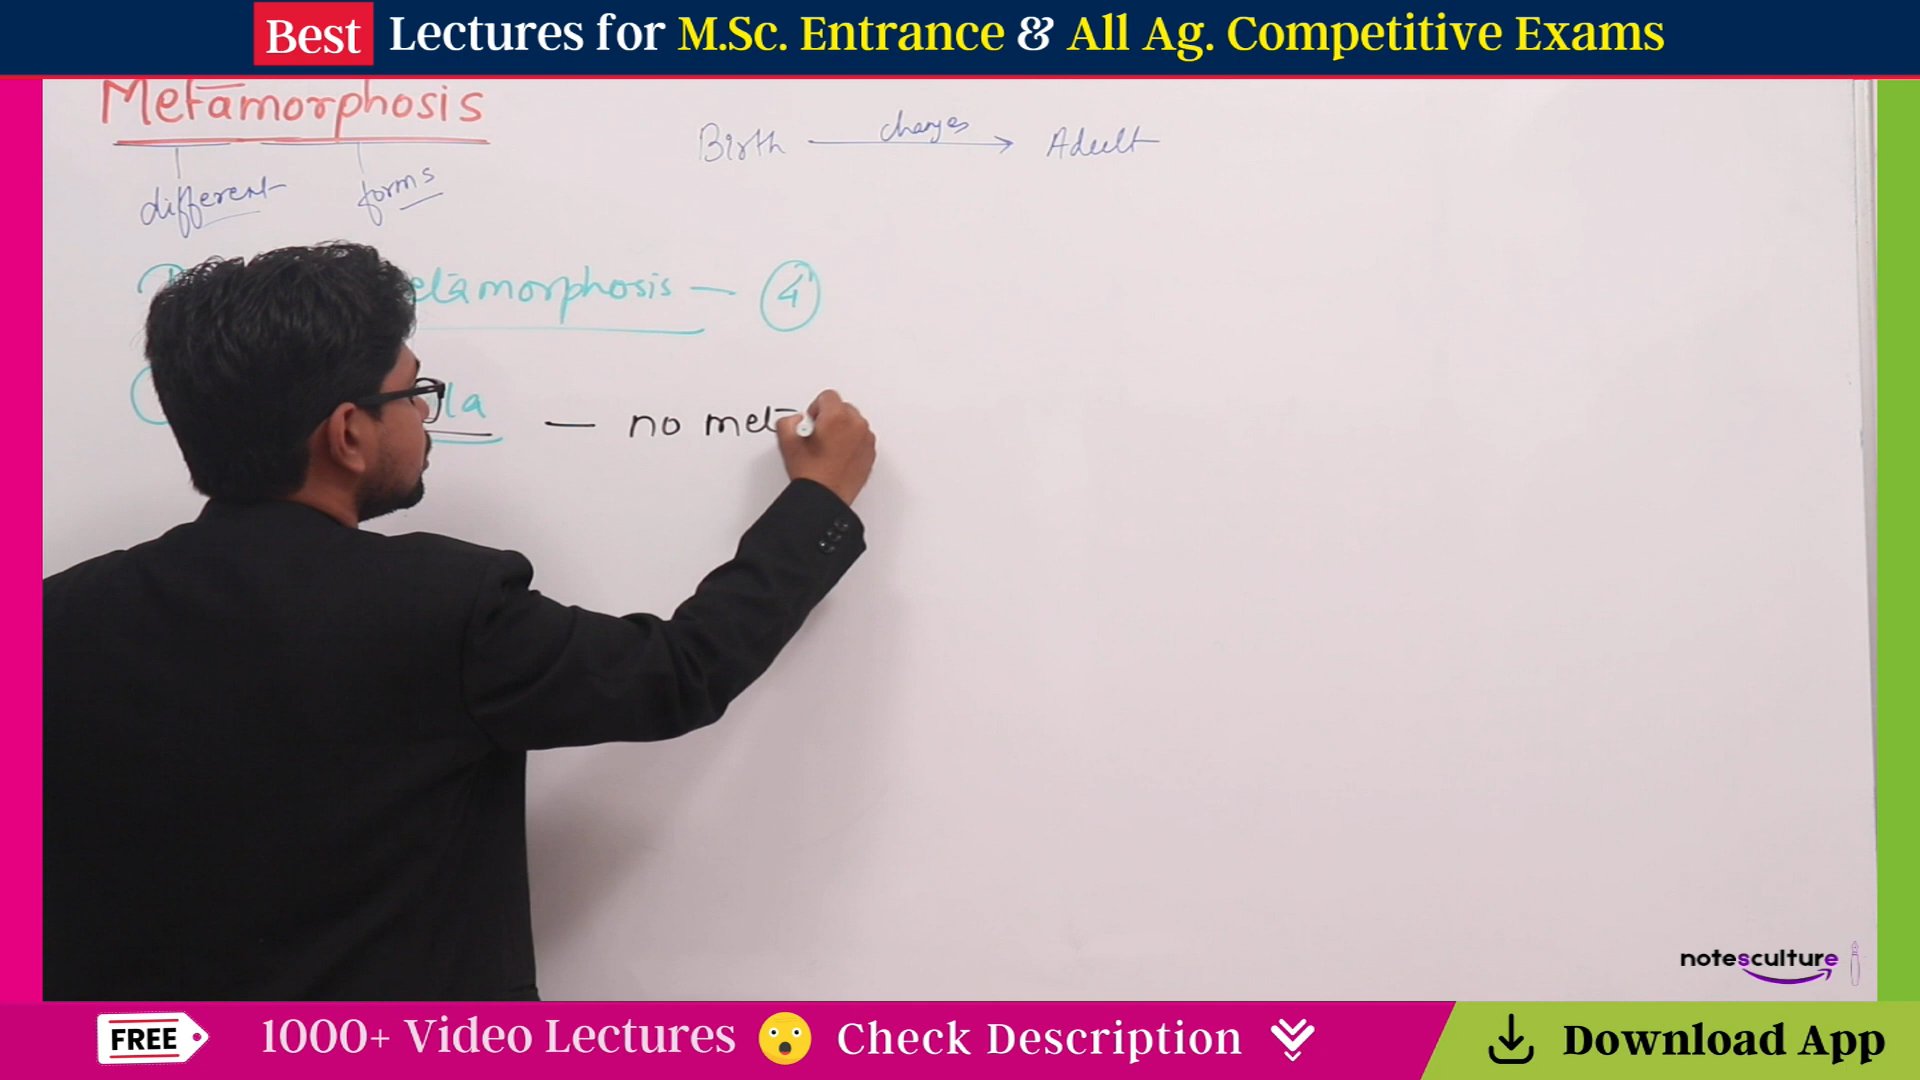 Best Lectures for M.Sc. Entrance & All Ag. Competitive Exams
Metamorphosis
different forms
Birth changes Adult
etamorphosis — 4
la — no met
notesculture
FREE 1000+ Video Lectures Check Description Download App